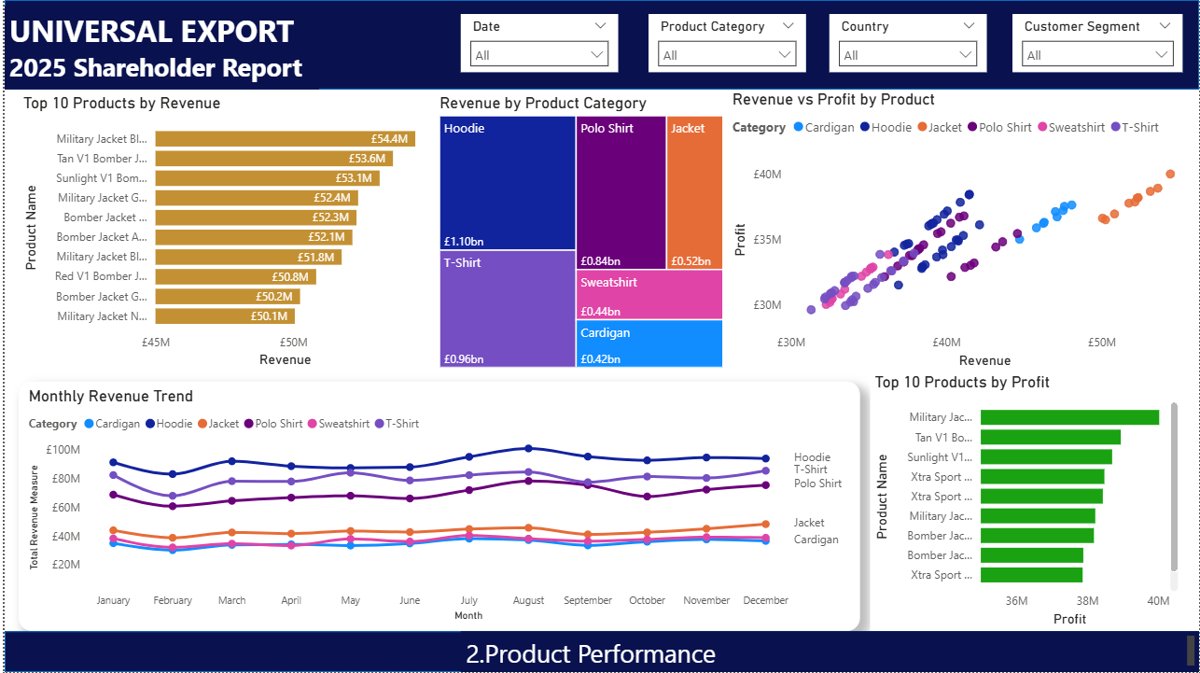 UNIVERSAL EXPORT
2025 Shareholder Report
Date
All
Product Category
All
Country
All
Customer Segment
All
Top 10 Products by Revenue
Product Name
Military Jacket Bl... £54.4M
Tan V1 Bomber J... £53.6M
Sunlight V1 Bom... £53.1M
Military Jacket G... £52.4M
Bomber Jacket ... £52.3M
Bomber Jacket A... £52.1M
Military Jacket Bl... £51.8M
Red V1 Bomber J... £50.8M
Bomber Jacket G... £50.2M
Military Jacket N... £50.1M
£45M £50M
Revenue
Revenue by Product Category
Hoodie
£1.10bn
T-Shirt
£0.96bn
Polo Shirt
£0.84bn
Jacket
£0.52bn
Sweatshirt
£0.44bn
Cardigan
£0.42bn
Revenue vs Profit by Product
Category Cardigan Hoodie Jacket Polo Shirt Sweatshirt T-Shirt
Profit
£40M
£35M
£30M
£30M £40M £50M
Revenue
Monthly Revenue Trend
Category Cardigan Hoodie Jacket Polo Shirt Sweatshirt T-Shirt
Total Revenue Measure
£100M
£80M
£60M
£40M
£20M
Hoodie
T-Shirt
Polo Shirt
Jacket
Cardigan
January February March April May June July August September October November December
Month
Top 10 Products by Profit
Product Name
Military Jac...
Tan V1 Bo...
Sunlight V1...
Xtra Sport ...
Xtra Sport ...
Military Jac...
Bomber Jac...
Bomber Jac...
Xtra Sport ...
36M 38M 40M
Profit
2.Product Performance